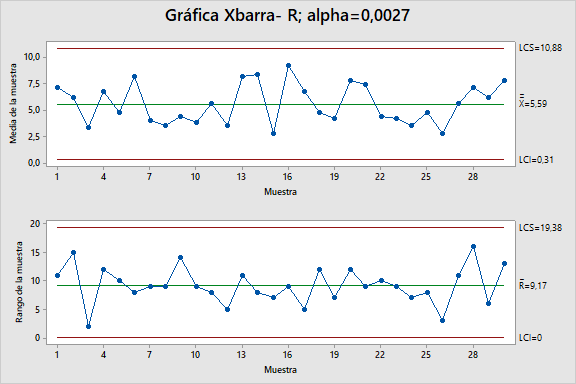 Gráfica Xbarra- R; alpha=0,0027
Media de la muestra
10,0
7,5
5,0
2,5
0,0
LCS=10,88
X=5,59
LCI=0,31
1 4 7 10 13 16 19 22 25 28
Muestra
Rango de la muestra
20
15
10
5
0
LCS=19,38
R=9,17
LCI=0
1 4 7 10 13 16 19 22 25 28
Muestra